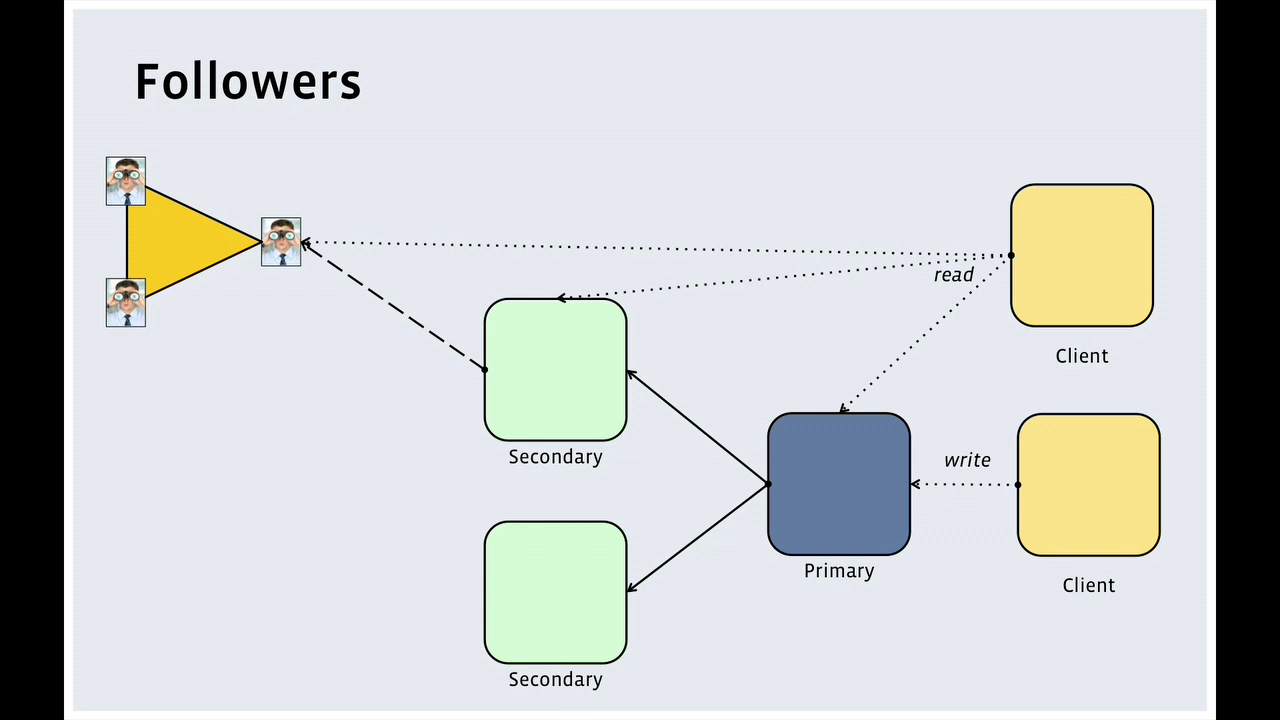 Followers
read
Client
Secondary
write
Primary
Client
Secondary